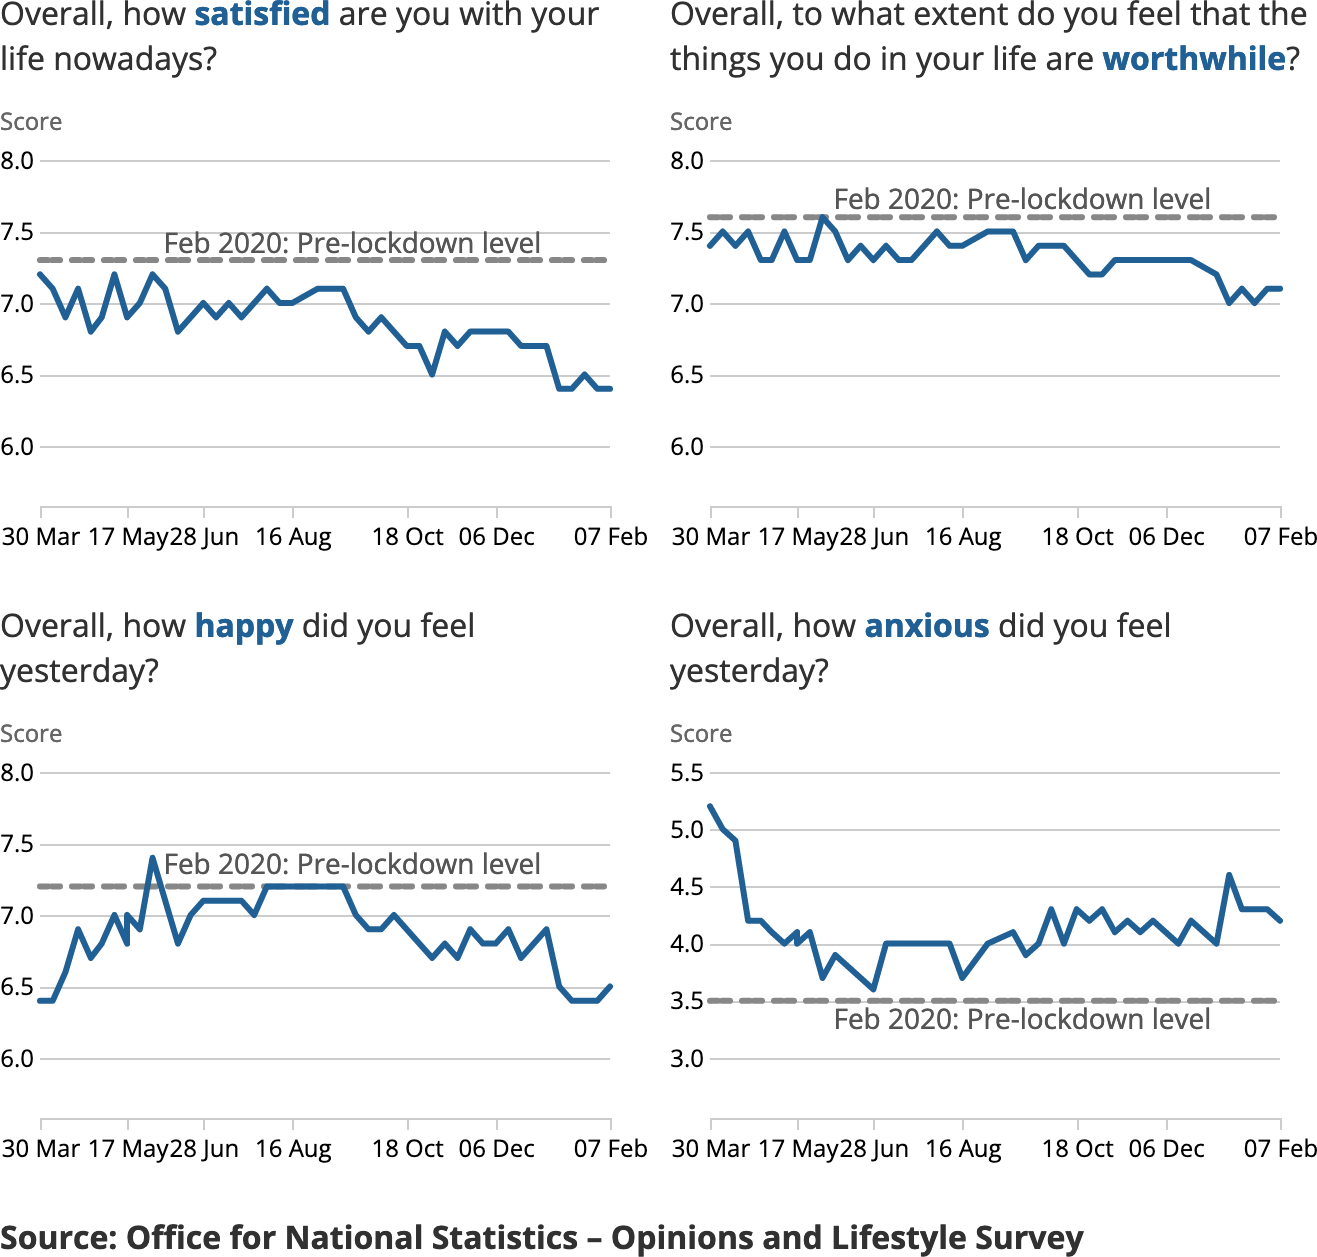 Overall, how satisfied are you with your
life nowadays?
Score
8.0
7.5
Feb 2020: Pre-lockdown level
7.0
6.5
6.0
30 Mar 17 May 28 Jun 16 Aug 18 Oct 06 Dec 07 Feb
Overall, to what extent do you feel that the
things you do in your life are worthwhile?
Score
8.0
Feb 2020: Pre-lockdown level
7.5
7.0
6.5
6.0
30 Mar 17 May 28 Jun 16 Aug 18 Oct 06 Dec 07 Feb
Overall, how happy did you feel
yesterday?
Score
8.0
7.5
Feb 2020: Pre-lockdown level
7.0
6.5
6.0
30 Mar 17 May 28 Jun 16 Aug 18 Oct 06 Dec 07 Feb
Overall, how anxious did you feel
yesterday?
Score
5.5
5.0
4.5
4.0
3.5
Feb 2020: Pre-lockdown level
3.0
30 Mar 17 May 28 Jun 16 Aug 18 Oct 06 Dec 07 Feb
Source: Office for National Statistics – Opinions and Lifestyle Survey